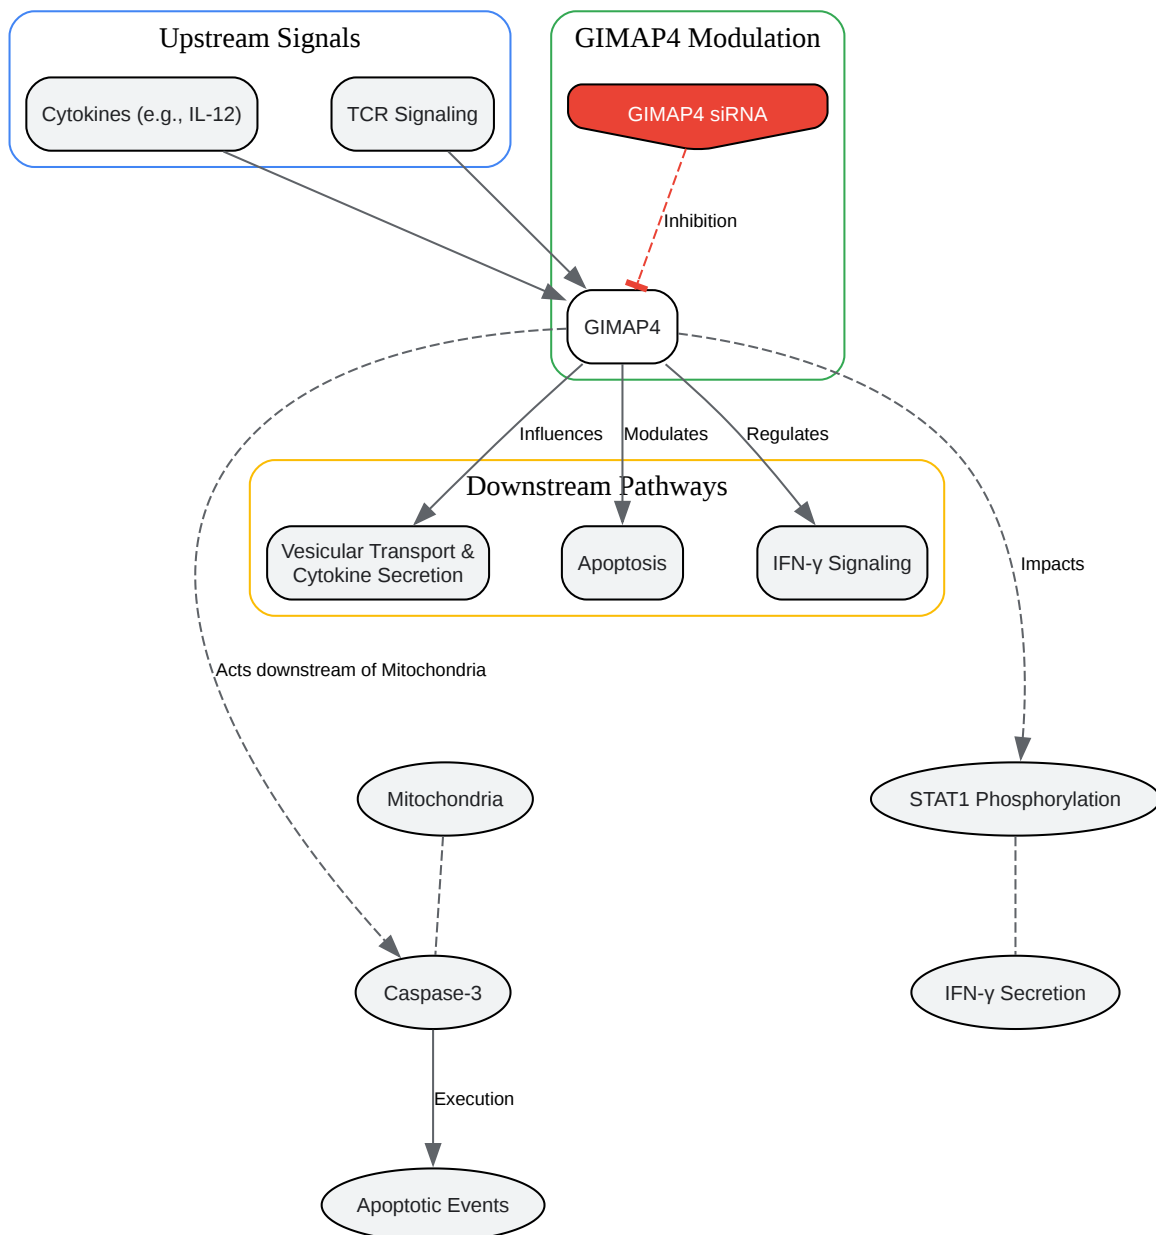 Upstream Signals
GIMAP4 Modulation
Cytokines (e.g., IL-12)
TCR Signaling
GIMAP4 siRNA
Inhibition
GIMAP4
Influences
Modulates
Regulates
Downstream Pathways
Vesicular Transport &
Cytokine Secretion
Apoptosis
IFN-γ Signaling
Impacts
Acts downstream of Mitochondria
Mitochondria
STAT1 Phosphorylation
Caspase-3
IFN-γ Secretion
Execution
Apoptotic Events